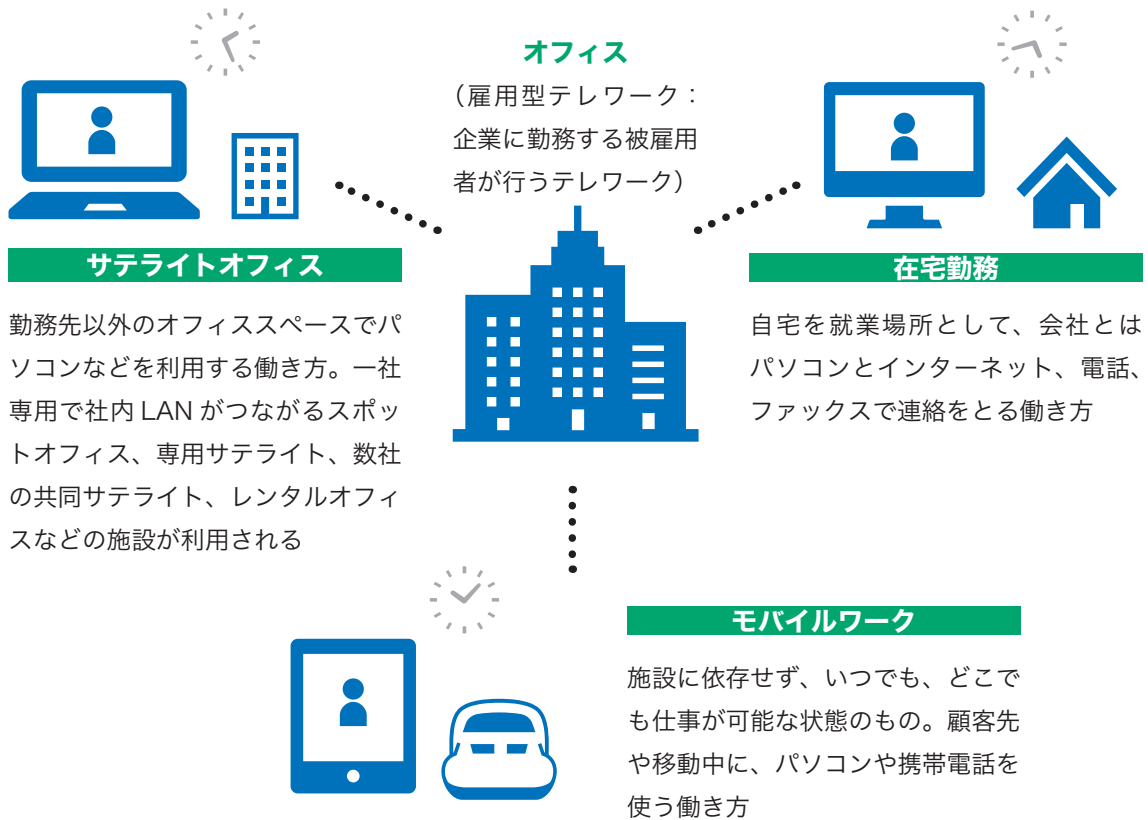 オフィス
（雇用型テレワーク：
企業に勤務する被雇用
者が行うテレワーク）
サテライトオフィス
勤務先以外のオフィススペースでパ
ソコンなどを利用する働き方。一社
専用で社内 LAN がつながるスポッ
トオフィス、専用サテライト、数社
の共同サテライト、レンタルオフィ
スなどの施設が利用される
在宅勤務
自宅を就業場所として、会社とは
パソコンとインターネット、電話、
ファックスで連絡をとる働き方
モバイルワーク
施設に依存せず、いつでも、どこで
も仕事が可能な状態のもの。顧客先
や移動中に、パソコンや携帯電話を
使う働き方